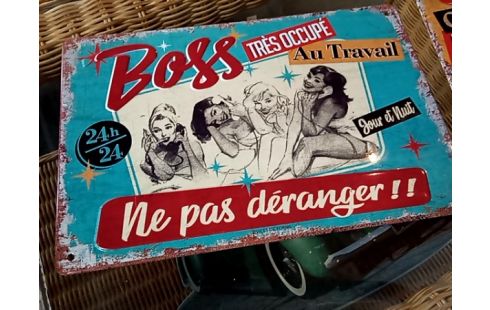 Boss
TRÈS OCCUPÉ
Au Travail
24h/24
Jour et Nuit
Ne pas déranger !!